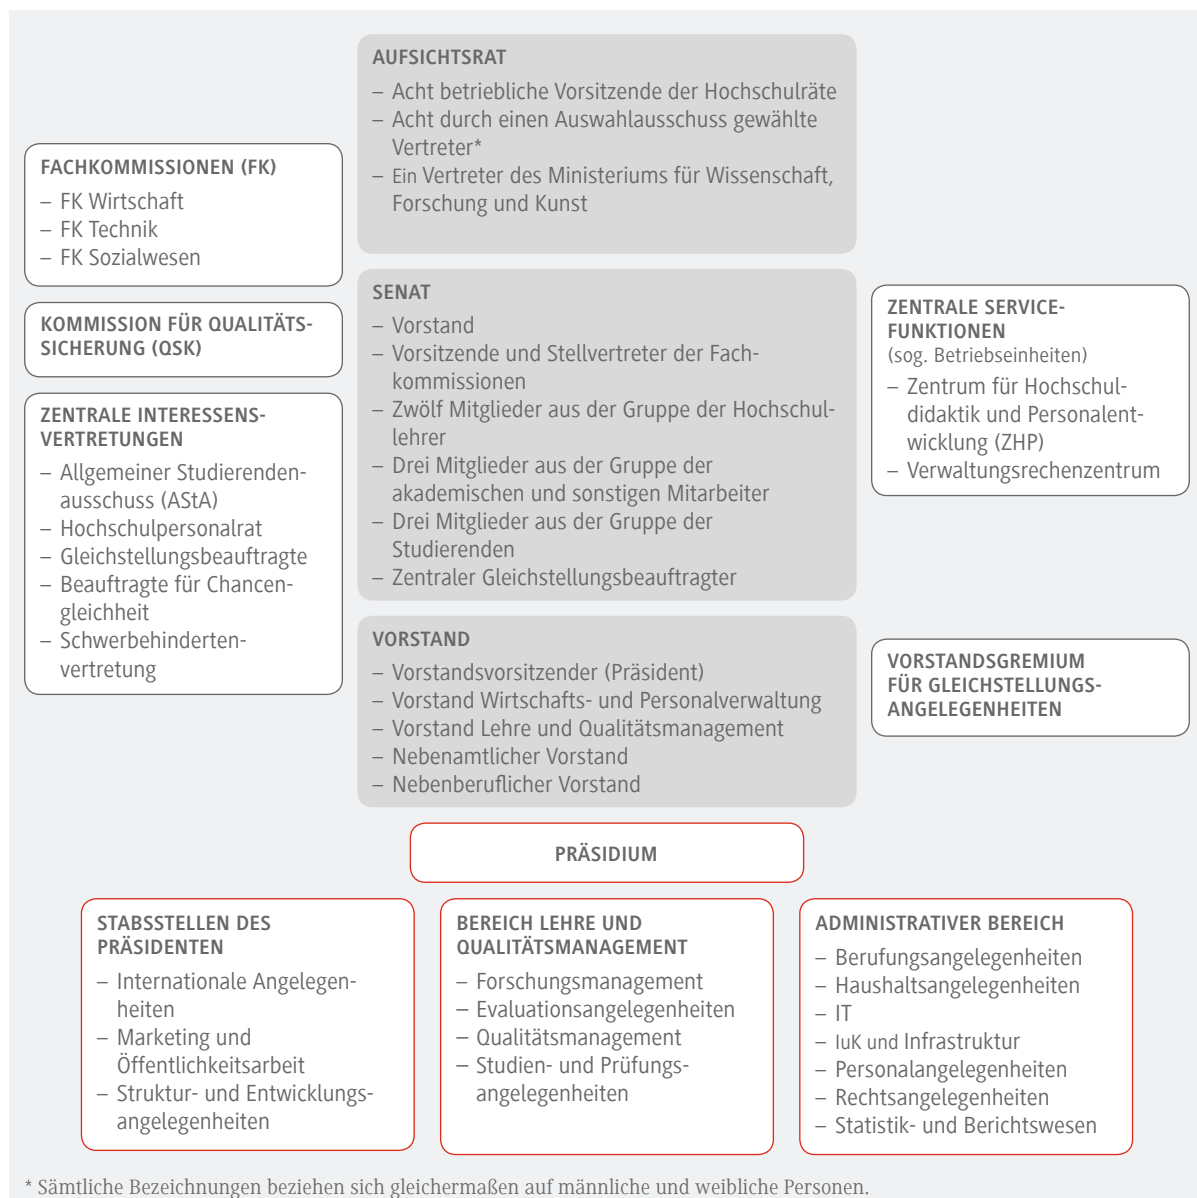 AUFSICHTSRAT
– Acht betriebliche Vorsitzende der Hochschulräte
– Acht durch einen Auswahlausschuss gewählte
Vertreter*
– Ein Vertreter des Ministeriums für Wissenschaft,
Forschung und Kunst
FACHKOMMISSIONEN (FK)
– FK Wirtschaft
– FK Technik
– FK Sozialwesen
KOMMISSION FÜR QUALITÄTS-
SICHERUNG (QSK)
ZENTRALE INTERESSENS-
VERTRETUNGEN
– Allgemeiner Studierenden-
ausschuss (AStA)
– Hochschulpersonalrat
– Gleichstellungsbeauftragte
– Beauftragte für Chancen-
gleichheit
– Schwerbehinderten-
vertretung
SENAT
– Vorstand
– Vorsitzende und Stellvertreter der Fach-
kommissionen
– Zwölf Mitglieder aus der Gruppe der Hochschul-
lehrer
– Drei Mitglieder aus der Gruppe der
akademischen und sonstigen Mitarbeiter
– Drei Mitglieder aus der Gruppe der
Studierenden
– Zentraler Gleichstellungsbeauftragter
ZENTRALE SERVICE-
FUNKTIONEN
(sog. Betriebseinheiten)
– Zentrum für Hochschul-
didaktik und Personalent-
wicklung (ZHP)
– Verwaltungsrechenzentrum
VORSTAND
– Vorstandsvorsitzender (Präsident)
– Vorstand Wirtschafts- und Personalverwaltung
– Vorstand Lehre und Qualitätsmanagement
– Nebenamtlicher Vorstand
– Nebenberuflicher Vorstand
VORSTANDSGREMIUM
FÜR GLEICHSTELLUNGS-
ANGELEGENHEITEN
PRÄSIDIUM
STABSSTELLEN DES
PRÄSIDENTEN
– Internationale Angelegen-
heiten
– Marketing und
Öffentlichkeitsarbeit
– Struktur- und Entwicklungs-
angelegenheiten
BEREICH LEHRE UND
QUALITÄTSMANAGEMENT
– Forschungsmanagement
– Evaluationsangelegenheiten
– Qualitätsmanagement
– Studien- und Prüfungs-
angelegenheiten
ADMINISTRATIVER BEREICH
– Berufungsangelegenheiten
– Haushaltsangelegenheiten
– IT
– IuK und Infrastruktur
– Personalangelegenheiten
– Rechtsangelegenheiten
– Statistik- und Berichtswesen
* Sämtliche Bezeichnungen beziehen sich gleichermaßen auf männliche und weibliche Personen.